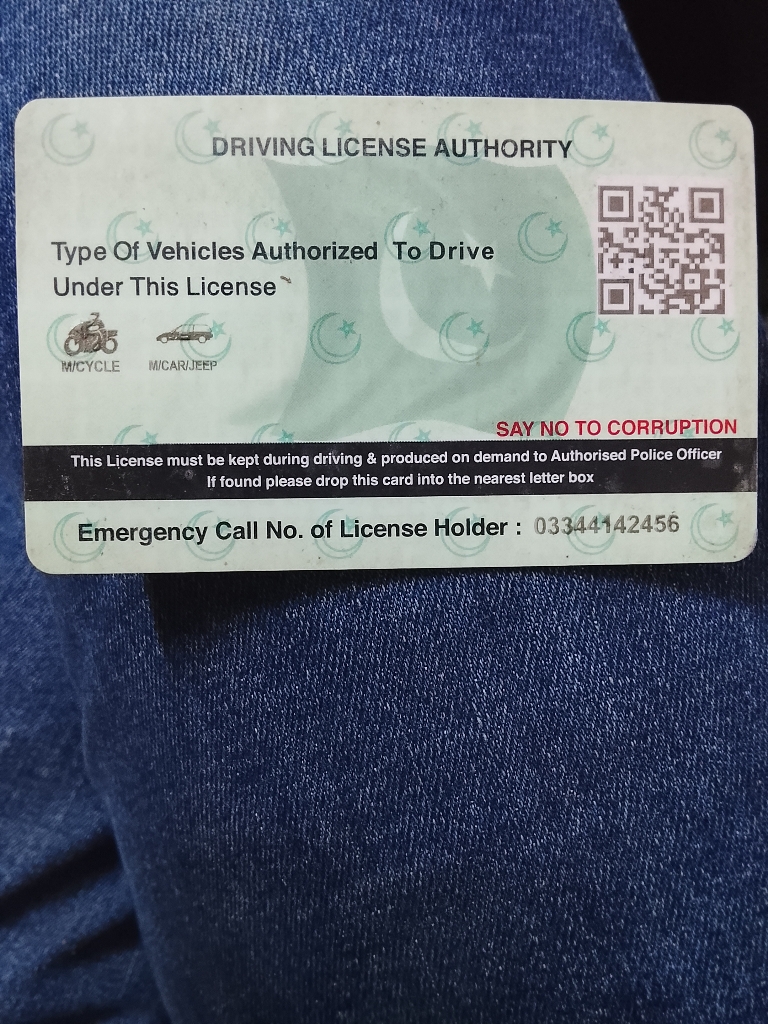 DRIVING LICENSE AUTHORITY
Type Of Vehicles Authorized To Drive
Under This License
M/CYCLE M/CAR/JEEP
SAY NO TO CORRUPTION
This License must be kept during driving & produced on demand to Authorised Police Officer
If found please drop this card into the nearest letter box
Emergency Call No. of License Holder : 03344142456